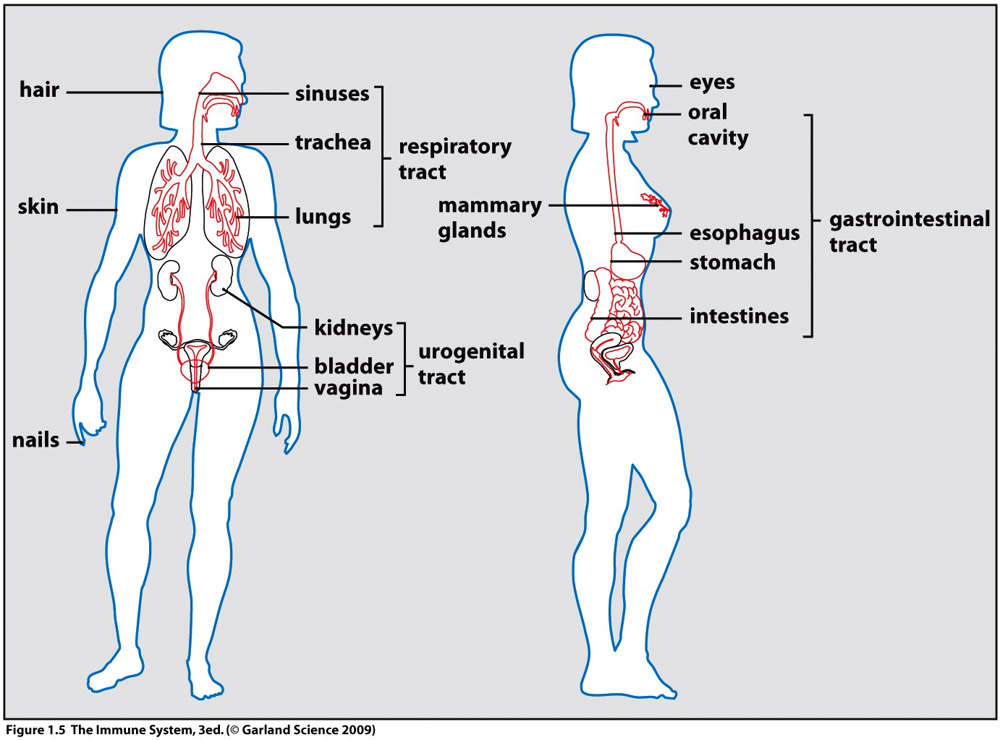 hair
skin
nails
sinuses
trachea
lungs
respiratory
tract
kidneys
bladder
vagina
urogenital
tract
eyes
oral
cavity
mammary
glands
esophagus
stomach
intestines
gastrointestinal
tract
Figure 1.5 The Immune System, 3ed. (© Garland Science 2009)